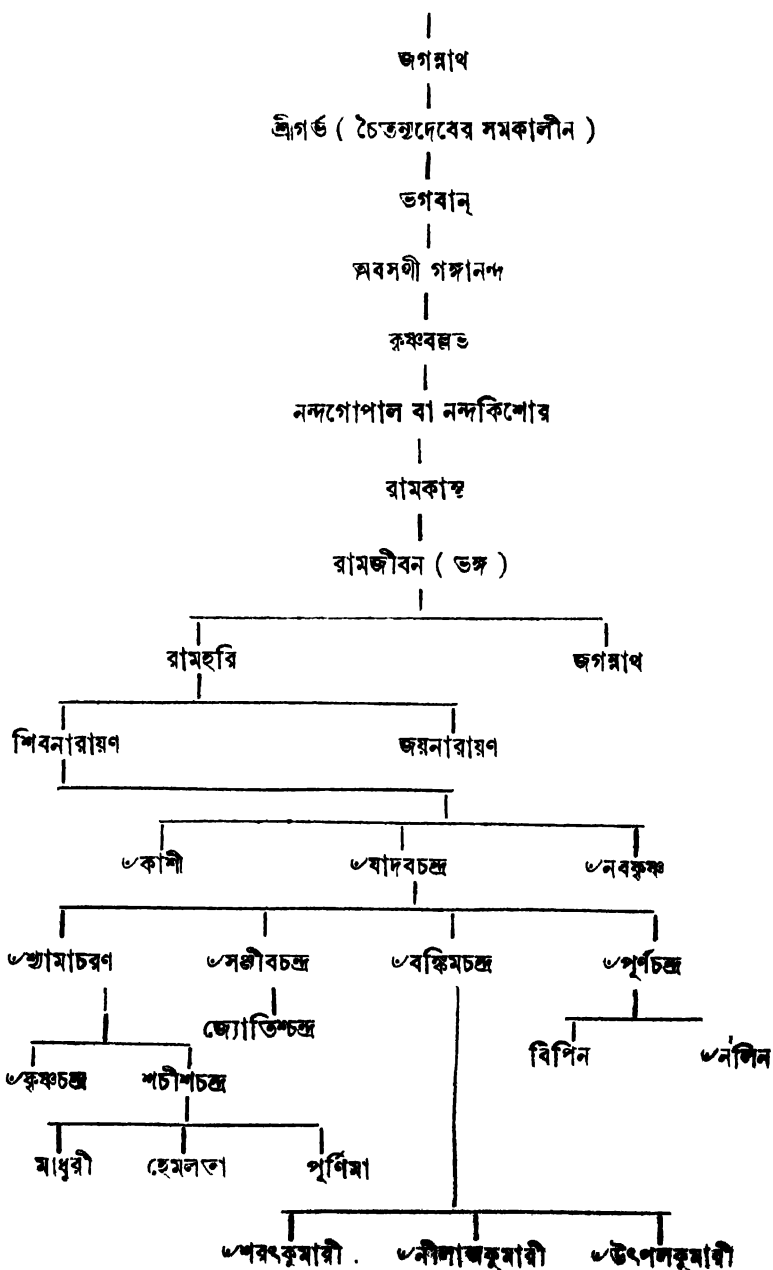 জগন্নাথ
শ্রীগর্ভ ( চৈতন্যদেবের সমকালীন )
ভগবান্
অবসথী গঙ্গানন্দ
কৃষ্ণবল্লভ
নন্দগোপাল বা নন্দকিশোর
রামকান্ত
রামজীবন ( ভঙ্গ )
রামহরি জগন্নাথ
শিবনারায়ণ জয়নারায়ণ
৺কাশী ৺যাদবচন্দ্র ৺নবকৃষ্ণ
৺শ্যামাচরণ ৺সঞ্জীবচন্দ্র ৺বঙ্কিমচন্দ্র ৺পূর্ণচন্দ্র
জ্যোতিশ্চন্দ্র বিপিন ৺নলিন
৺কৃষ্ণচন্দ্র শচীশচন্দ্র
মাধুরী হেমলতা পূর্ণিমা
৺শরৎকুমারী . ৺নীলাব্জকুমারী ৺উৎপলকুমারী